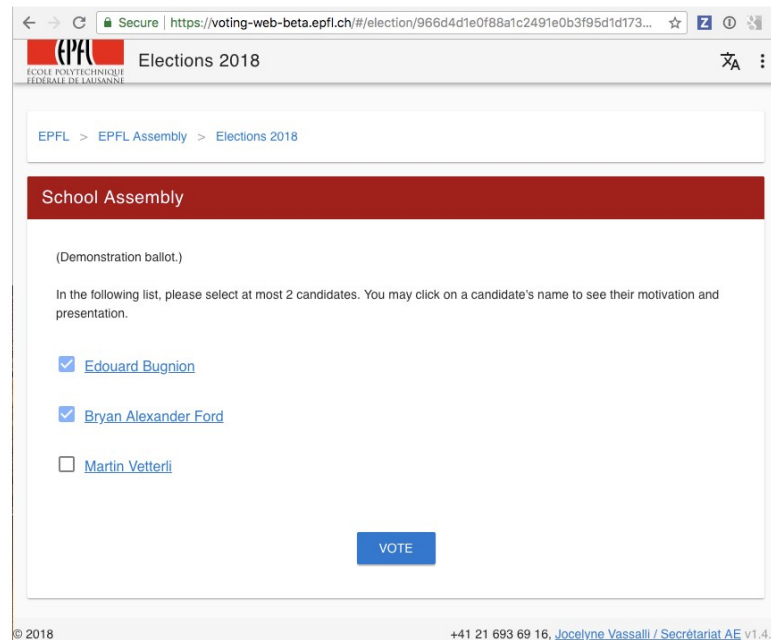 Secure | https://voting-web-beta.epfl.ch/#/election/966d4d1e0f88a1c2491e0b3f95d1d173...
EPFL
ÉCOLE POLYTECHNIQUE
FÉDÉRALE DE LAUSANNE
Elections 2018
EPFL > EPFL Assembly > Elections 2018
School Assembly
(Demonstration ballot.)
In the following list, please select at most 2 candidates. You may click on a candidate's name to see their motivation and
presentation.
Edouard Bugnion
Bryan Alexander Ford
Martin Vetterli
VOTE
© 2018
+41 21 693 69 16, Jocelyne Vassalli / Secrétariat AE v1.4.